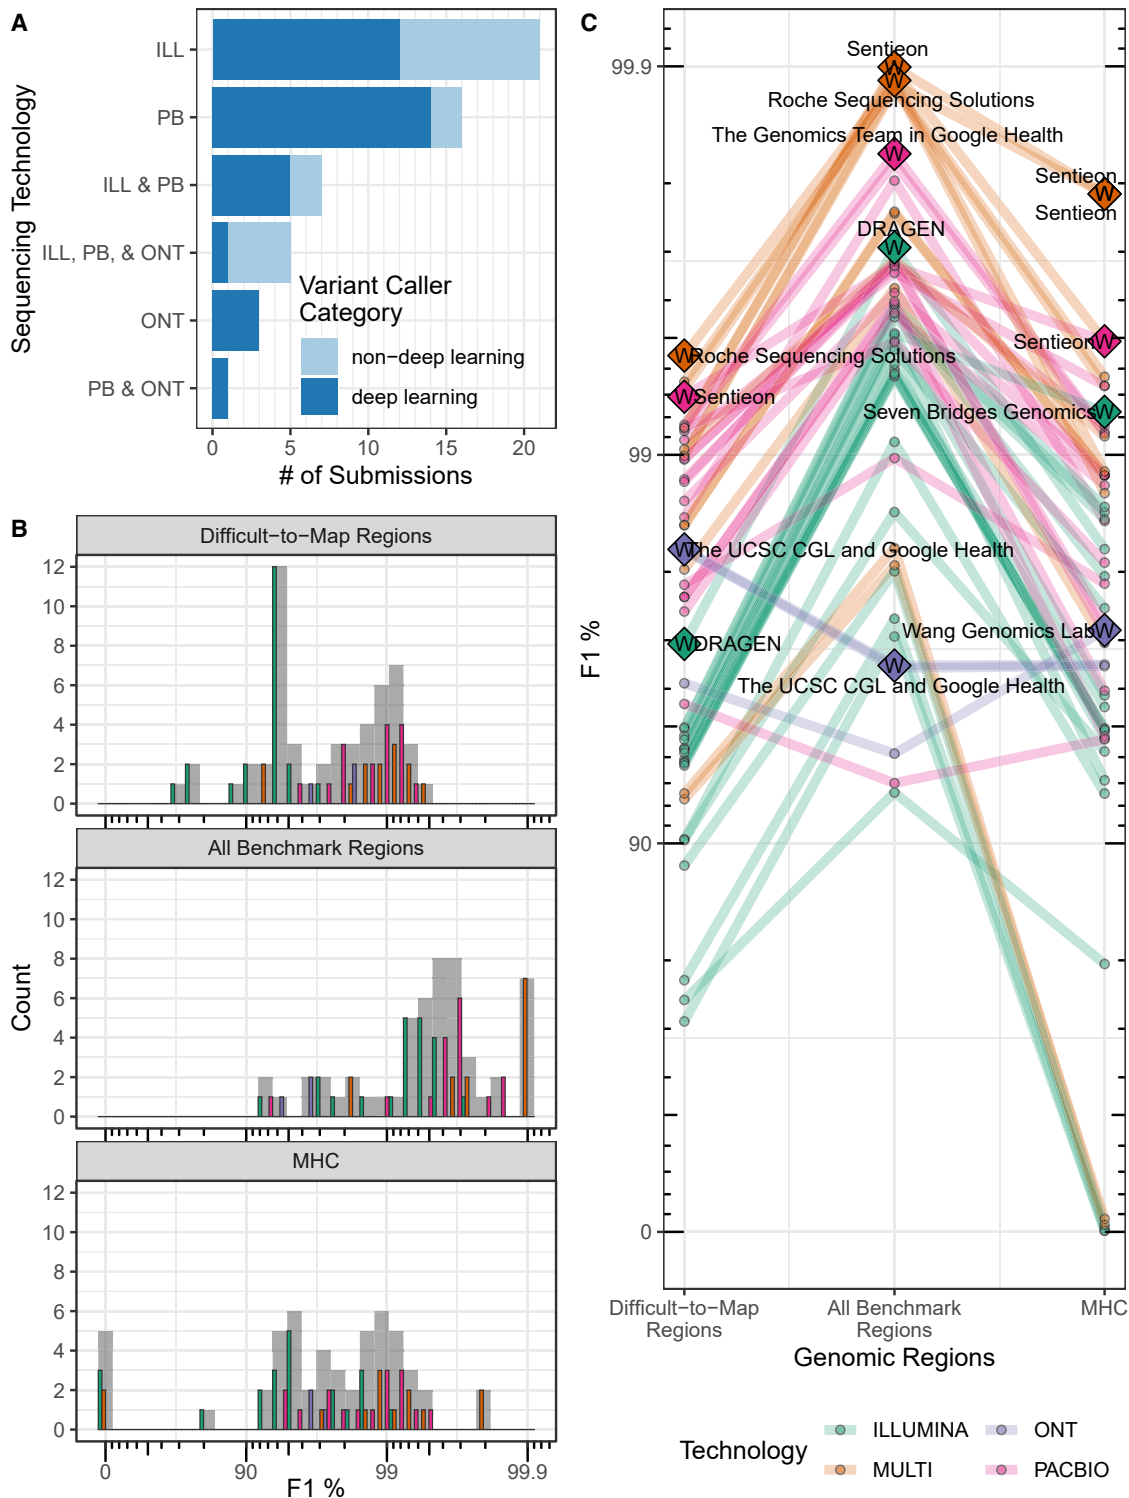 A
Sequencing Technology
ILL
PB
ILL & PB
ILL, PB, & ONT
ONT
PB & ONT
Variant Caller
Category
non−deep learning
deep learning
0 5 10 15 20
# of Submissions
B
Count
Difficult−to−Map Regions
12
10
8
6
4
2
0
All Benchmark Regions
12
10
8
6
4
2
0
MHC
12
10
8
6
4
2
0
0 90 99 99.9
F1 %
C
F1 %
99.9
99
90
0
Sentieon
W
W
Roche Sequencing Solutions
The Genomics Team in Google Health
W
Sentieon
W
Sentieon
DRAGEN
W
Sentieon W
W Roche Sequencing Solutions
W Sentieon
Seven Bridges Genomics W
W The UCSC CGL and Google Health
Wang Genomics Lab W
W DRAGEN
W
The UCSC CGL and Google Health
Difficult−to−Map
Regions
All Benchmark
Regions
MHC
Genomic Regions
Technology
ILLUMINA
MULTI
ONT
PACBIO